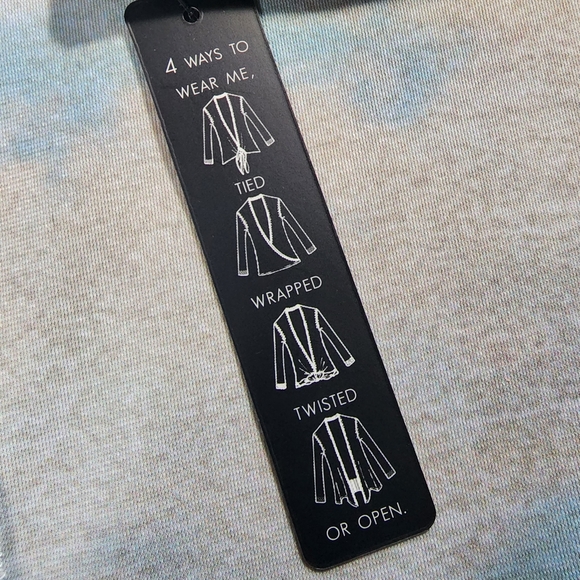 4 WAYS TO
WEAR ME,
TIED
WRAPPED
TWISTED
OR OPEN.